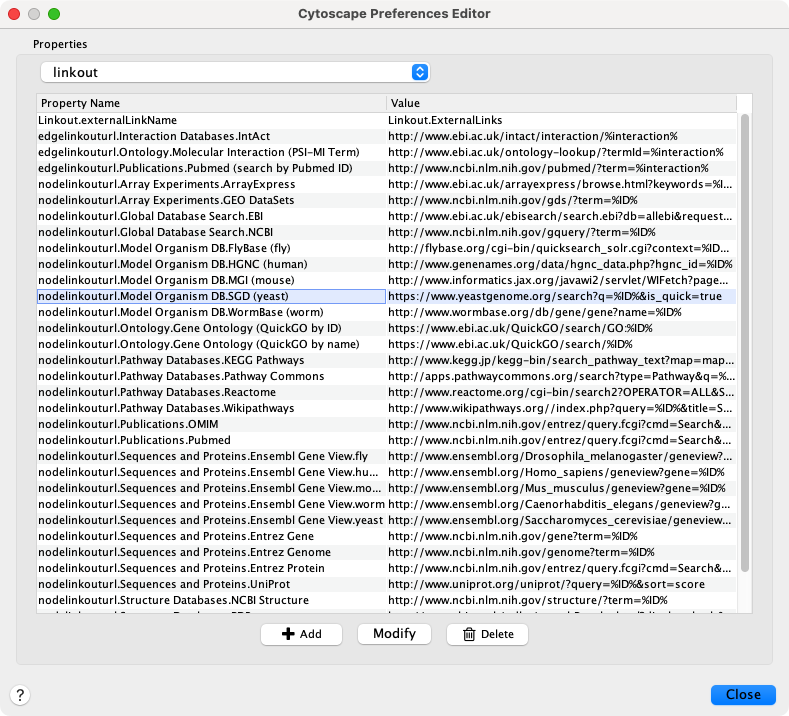 Cytoscape Preferences Editor
Properties
linkout
Property Name Value
Linkout.externalLinkName Linkout.ExternalLinks
edgelinkouturl.Interaction Databases.IntAct http://www.ebi.ac.uk/intact/interaction/%interaction%
edgelinkouturl.Ontology.Molecular Interaction (PSI-MI Term) http://www.ebi.ac.uk/ontology-lookup/?termId=%interaction%
edgelinkouturl.Publications.Pubmed (search by Pubmed ID) http://www.ncbi.nlm.nih.gov/pubmed/?term=%interaction%
nodelinkouturl.Array Experiments.ArrayExpress http://www.ebi.ac.uk/arrayexpress/browse.html?keywords=%I...
nodelinkouturl.Array Experiments.GEO DataSets http://www.ncbi.nlm.nih.gov/gds/?term=%ID%
nodelinkouturl.Global Database Search.EBI http://www.ebi.ac.uk/ebisearch/search.ebi?db=allebi&request...
nodelinkouturl.Global Database Search.NCBI http://www.ncbi.nlm.nih.gov/gquery/?term=%ID%
nodelinkouturl.Model Organism DB.FlyBase (fly) http://flybase.org/cgi-bin/quicksearch_solr.cgi?context=%ID...
nodelinkouturl.Model Organism DB.HGNC (human) http://www.genenames.org/data/hgnc_data.php?hgnc_id=%ID%
nodelinkouturl.Model Organism DB.MGI (mouse) http://www.informatics.jax.org/javawi2/servlet/WIFetch?page...
nodelinkouturl.Model Organism DB.SGD (yeast) https://www.yeastgenome.org/search?q=%ID%&is_quick=true
nodelinkouturl.Model Organism DB.WormBase (worm) http://www.wormbase.org/db/gene/gene?name=%ID%
nodelinkouturl.Ontology.Gene Ontology (QuickGO by ID) https://www.ebi.ac.uk/QuickGO/search/GO:%ID%
nodelinkouturl.Ontology.Gene Ontology (QuickGO by name) https://www.ebi.ac.uk/QuickGO/search/%ID%
nodelinkouturl.Pathway Databases.KEGG Pathways http://www.kegg.jp/kegg-bin/search_pathway_text?map=map...
nodelinkouturl.Pathway Databases.Pathway Commons http://apps.pathwaycommons.org/search?type=Pathway&q=%...
nodelinkouturl.Pathway Databases.Reactome http://www.reactome.org/cgi-bin/search2?OPERATOR=ALL&S...
nodelinkouturl.Pathway Databases.Wikipathways http://www.wikipathways.org//index.php?query=%ID%&title=S...
nodelinkouturl.Publications.OMIM http://www.ncbi.nlm.nih.gov/entrez/query.fcgi?cmd=Search&...
nodelinkouturl.Publications.Pubmed http://www.ncbi.nlm.nih.gov/entrez/query.fcgi?cmd=Search&...
nodelinkouturl.Sequences and Proteins.Ensembl Gene View.fly http://www.ensembl.org/Drosophila_melanogaster/geneview?...
nodelinkouturl.Sequences and Proteins.Ensembl Gene View.hu... http://www.ensembl.org/Homo_sapiens/geneview?gene=%ID%
nodelinkouturl.Sequences and Proteins.Ensembl Gene View.mo... http://www.ensembl.org/Mus_musculus/geneview?gene=%ID%
nodelinkouturl.Sequences and Proteins.Ensembl Gene View.worm http://www.ensembl.org/Caenorhabditis_elegans/geneview?g...
nodelinkouturl.Sequences and Proteins.Ensembl Gene View.yeast http://www.ensembl.org/Saccharomyces_cerevisiae/geneview...
nodelinkouturl.Sequences and Proteins.Entrez Gene http://www.ncbi.nlm.nih.gov/gene?term=%ID%
nodelinkouturl.Sequences and Proteins.Entrez Genome http://www.ncbi.nlm.nih.gov/genome?term=%ID%
nodelinkouturl.Sequences and Proteins.Entrez Protein http://www.ncbi.nlm.nih.gov/entrez/query.fcgi?cmd=Search&...
nodelinkouturl.Sequences and Proteins.UniProt http://www.uniprot.org/uniprot/?query=%ID%&sort=score
nodelinkouturl.Structure Databases.NCBI Structure http://www.ncbi.nlm.nih.gov/structure/?term=%ID%
Add Modify Delete
? Close